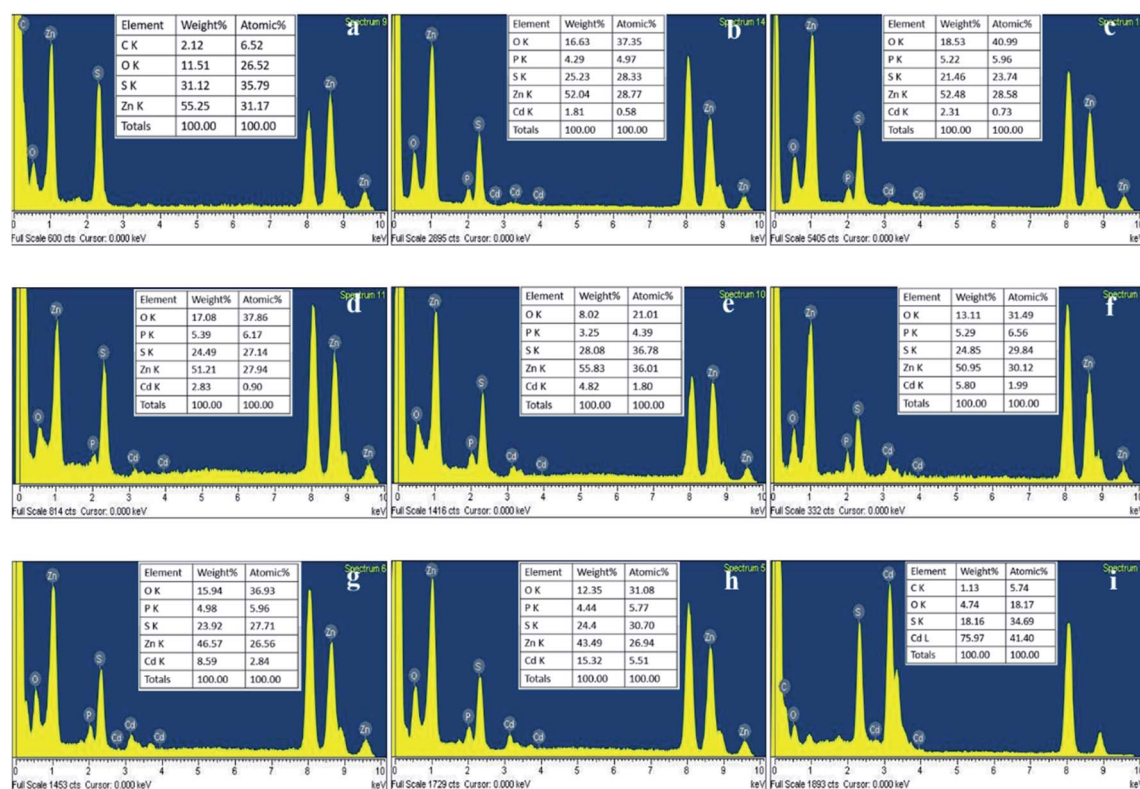 Spectrum 9
a
Element Weight% Atomic%
C K 2.12 6.52
O K 11.51 26.52
S K 31.12 35.79
Zn K 55.25 31.17
Totals 100.00 100.00
C O Zn S Zn Zn
0 1 2 3 4 5 6 7 8 9 10
Full Scale 600 cts Cursor: 0.000 keV
keV
Spectrum 14
b
Element Weight% Atomic%
O K 16.63 37.35
P K 4.29 4.97
S K 25.23 28.33
Zn K 52.04 28.77
Cd K 1.81 0.58
Totals 100.00 100.00
O Zn P S Cd Cd Cd Zn Zn
0 1 2 3 4 5 6 7 8 9 10
Full Scale 2895 cts Cursor: 0.000 keV
keV
Spectrum 1
c
Element Weight% Atomic%
O K 18.53 40.99
P K 5.22 5.96
S K 21.46 23.74
Zn K 52.48 28.58
Cd K 2.31 0.73
Totals 100.00 100.00
O Zn P S Cd Cd Zn Zn
0 1 2 3 4 5 6 7 8 9 10
Full Scale 5405 cts Cursor: 0.000 keV
keV
Spectrum 11
d
Element Weight% Atomic%
O K 17.08 37.86
P K 5.39 6.17
S K 24.49 27.14
Zn K 51.21 27.94
Cd K 2.83 0.90
Totals 100.00 100.00
O Zn P S Cd Cd Zn Zn
0 1 2 3 4 5 6 7 8 9 10
Full Scale 814 cts Cursor: 0.000 keV
keV
Spectrum 10
e
Element Weight% Atomic%
O K 8.02 21.01
P K 3.25 4.39
S K 28.08 36.78
Zn K 55.83 36.01
Cd K 4.82 1.80
Totals 100.00 100.00
O Zn P S Cd Cd Zn Zn
0 1 2 3 4 5 6 7 8 9 10
Full Scale 1416 cts Cursor: 0.000 keV
keV
Spectrum
f
Element Weight% Atomic%
O K 13.11 31.49
P K 5.29 6.56
S K 24.85 29.84
Zn K 50.95 30.12
Cd K 5.80 1.99
Totals 100.00 100.00
O Zn P S Cd Cd Zn Zn
0 1 2 3 4 5 6 7 8 9 10
Full Scale 332 cts Cursor: 0.000 keV
keV
Spectrum 6
g
Element Weight% Atomic%
O K 15.94 36.93
P K 4.98 5.96
S K 23.92 27.71
Zn K 46.57 26.56
Cd K 8.59 2.84
Totals 100.00 100.00
O Zn P S Cd Cd Cd Zn Zn
0 1 2 3 4 5 6 7 8 9 10
Full Scale 1453 cts Cursor: 0.000 keV
keV
Spectrum 5
h
Element Weight% Atomic%
O K 12.35 31.08
P K 4.44 5.77
S K 24.4 30.70
Zn K 43.49 26.94
Cd K 15.32 5.51
Totals 100.00 100.00
O Zn P S Cd Cd Zn Zn
0 1 2 3 4 5 6 7 8 9 10
Full Scale 1729 cts Cursor: 0.000 keV
keV
Spectrum
i
Element Weight% Atomic%
C K 1.13 5.74
O K 4.74 18.17
S K 18.16 34.69
Cd L 75.97 41.40
Totals 100.00 100.00
C O S Cd Cd Cd
0 1 2 3 4 5 6 7 8 9 10
Full Scale 1893 cts Cursor: 0.000 keV
keV